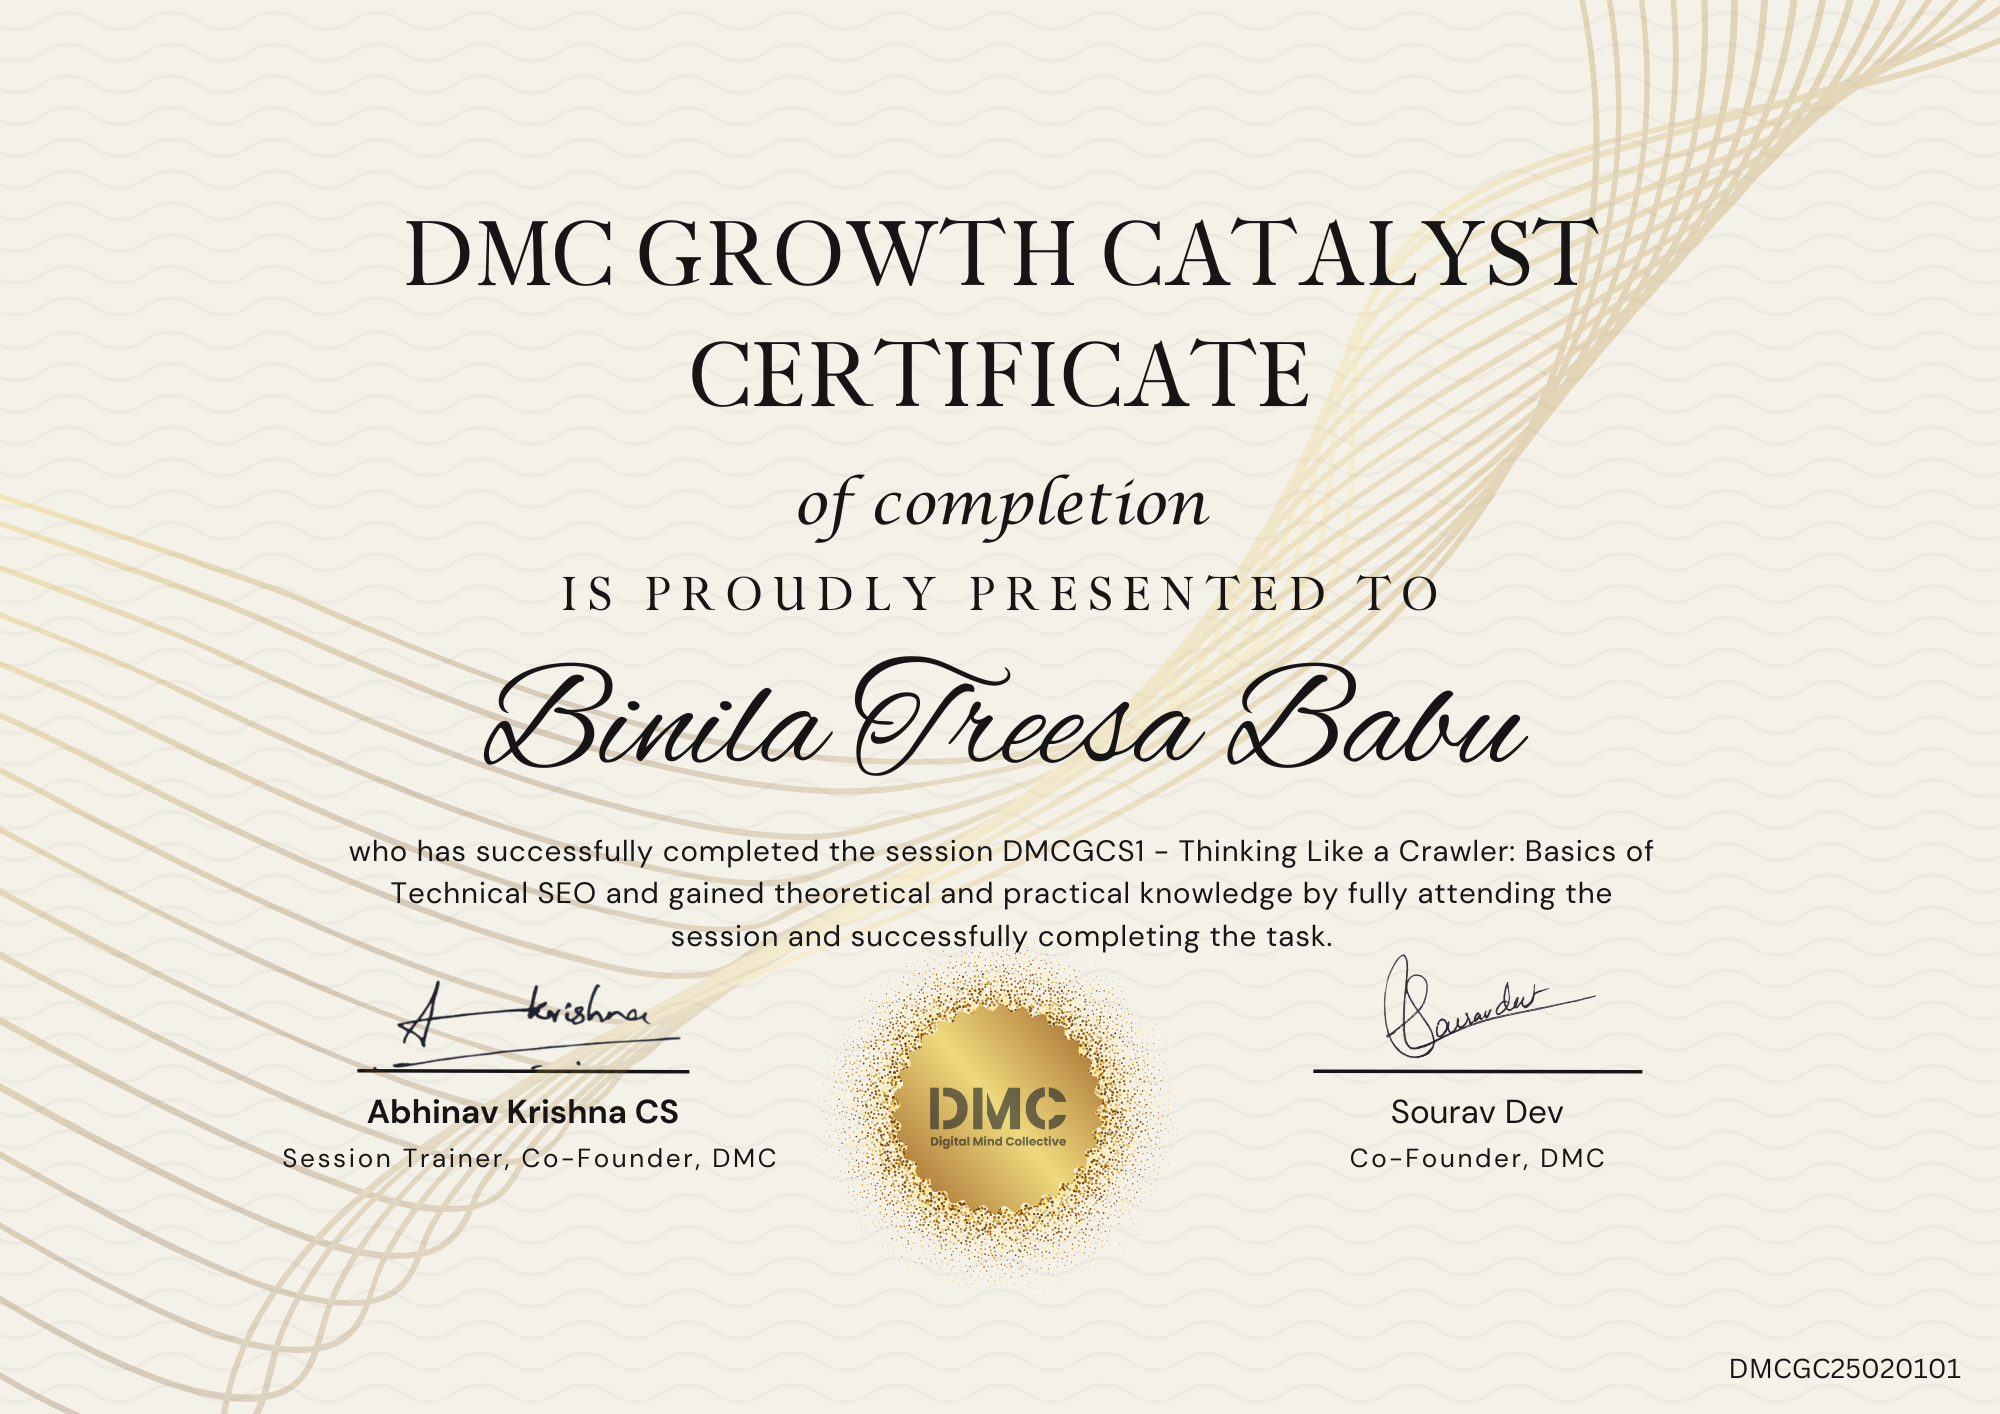 DMC GROWTH CATALYST
CERTIFICATE
of completion
IS PROUDLY PRESENTED TO
Binila Treesa Babu
who has successfully completed the session DMCGCS1 - Thinking Like a Crawler: Basics of
Technical SEO and gained theoretical and practical knowledge by fully attending the
session and successfully completing the task.
A krishna
Souravdev
Abhinav Krishna CS
Session Trainer, Co-Founder, DMC
DMC
Digital Mind Collective
Sourav Dev
Co-Founder, DMC
DMCGC25020101